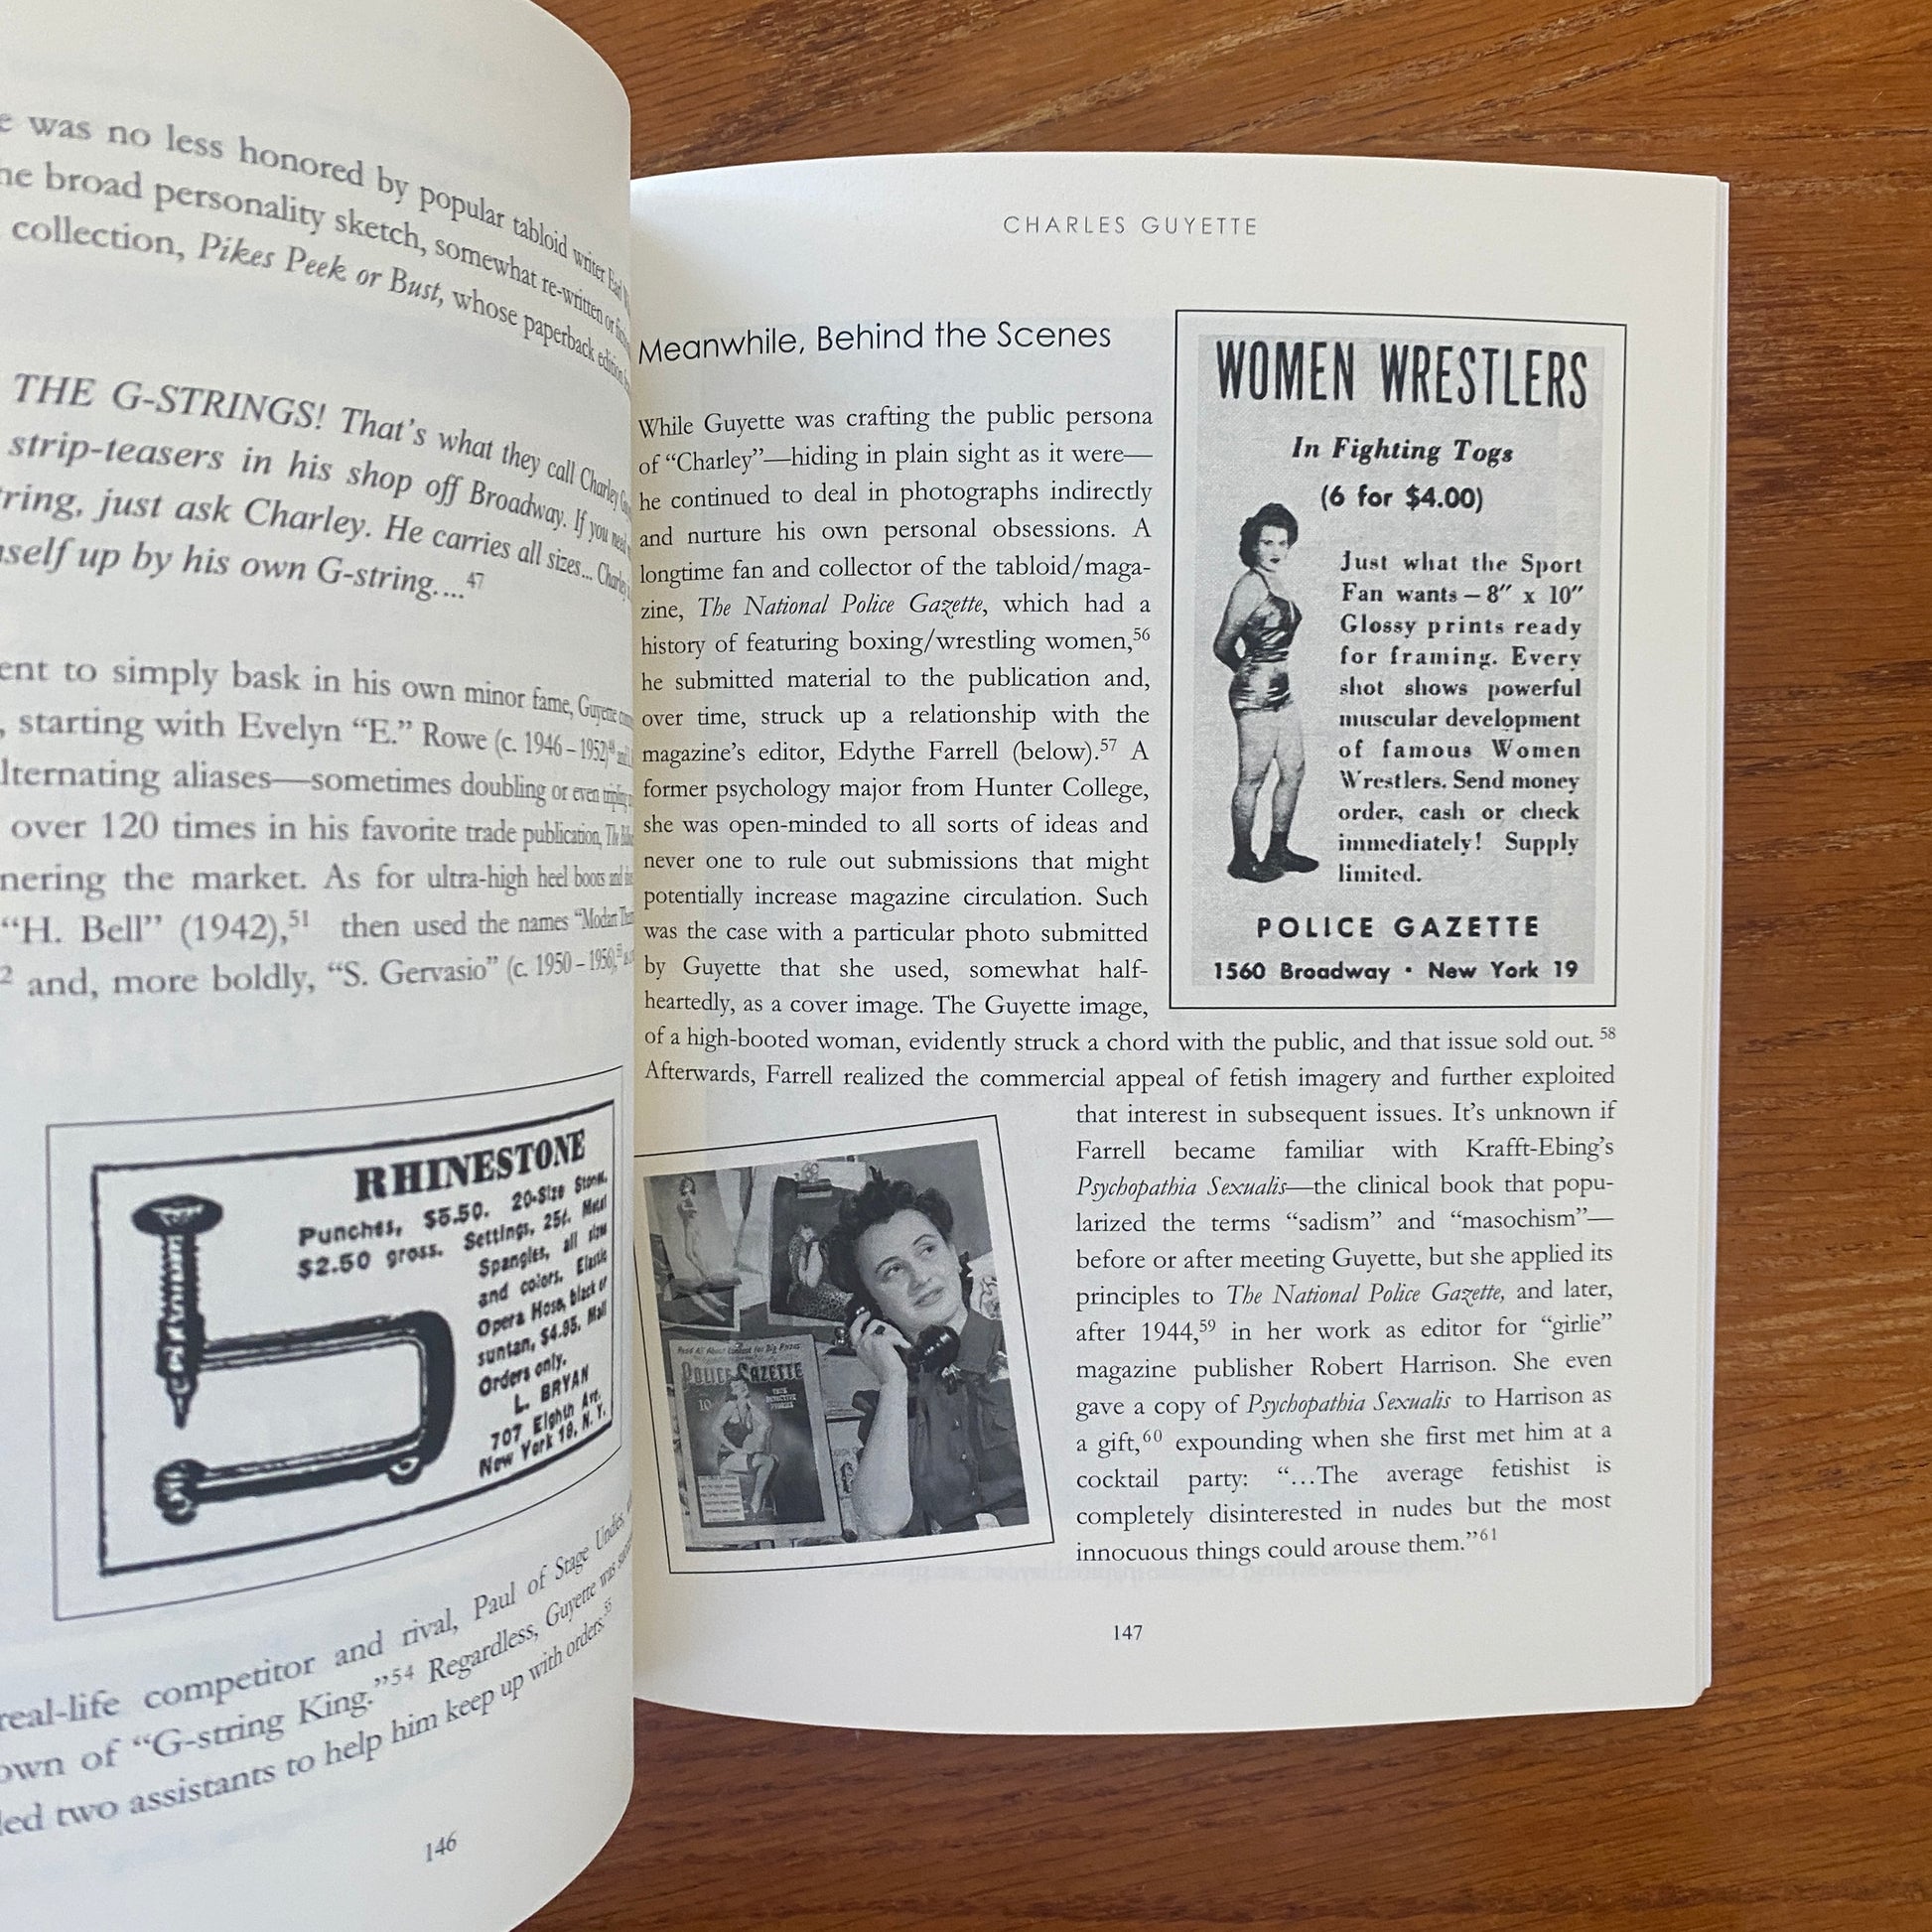 e was no less honored by popular tabloid writer Earl
he broad personality sketch, somewhat re-written or
collection, Pikes Peek or Bust, whose paperback edition
THE G-STRINGS! That's what they call Charley
strip-teasers in his shop off Broadway. If you need
ring, just ask Charley. He carries all sizes... Charley
self up by his own G-string....47
ent to simply bask in his own minor fame, Guyette
, starting with Evelyn “E.” Rowe (c. 1946 – 1952)
lternating aliases—sometimes doubling or even
over 120 times in his favorite trade publication, The
nering the market. As for ultra-high heel boots and
“H. Bell” (1942),51 then used the names “Modart
2 and, more boldly, “S. Gervasio” (c. 1950 – 1956),
RHINESTONE
Punches, $5.50. 20-Size Stone,
$2.50 gross. Settings, 25¢. Metal
Spangles, all sizes
and colors. Elastic
Opera Hose, black or
suntan, $4.95. Mail
Orders only.
L. BRYAN
707 Eighth Ave.
New York 19, N. Y.
real-life competitor and rival, Paul of Stage Undies,
own of “G-string King.”54 Regardless, Guyette was
ed two assistants to help him keep up with orders.55
146
CHARLES GUYETTE
Meanwhile, Behind the Scenes
While Guyette was crafting the public persona
of “Charley”—hiding in plain sight as it were—
he continued to deal in photographs indirectly
and nurture his own personal obsessions. A
longtime fan and collector of the tabloid/maga-
zine, The National Police Gazette, which had a
history of featuring boxing/wrestling women,56
he submitted material to the publication and,
over time, struck up a relationship with the
magazine's editor, Edythe Farrell (below).57 A
former psychology major from Hunter College,
she was open-minded to all sorts of ideas and
never one to rule out submissions that might
potentially increase magazine circulation. Such
was the case with a particular photo submitted
by Guyette that she used, somewhat half-
heartedly, as a cover image. The Guyette image,
of a high-booted woman, evidently struck a chord with the public, and that issue sold out. 58
Afterwards, Farrell realized the commercial appeal of fetish imagery and further exploited
that interest in subsequent issues. It's unknown if
Farrell became familiar with Krafft-Ebing's
Psychopathia Sexualis—the clinical book that popu-
larized the terms “sadism” and “masochism”—
before or after meeting Guyette, but she applied its
principles to The National Police Gazette, and later,
after 1944,59 in her work as editor for “girlie”
magazine publisher Robert Harrison. She even
gave a copy of Psychopathia Sexualis to Harrison as
a gift,60 expounding when she first met him at a
cocktail party: “…The average fetishist is
completely disinterested in nudes but the most
innocuous things could arouse them.”61
WOMEN WRESTLERS
In Fighting Togs
(6 for $4.00)
Just what the Sport
Fan wants – 8″ x 10″
Glossy prints ready
for framing. Every
shot shows powerful
muscular development
of famous Women
Wrestlers. Send money
order, cash or check
immediately! Supply
limited.
POLICE GAZETTE
1560 Broadway • New York 19
Read All About Contest for Big Prizes
POLICE GAZETTE
10
147